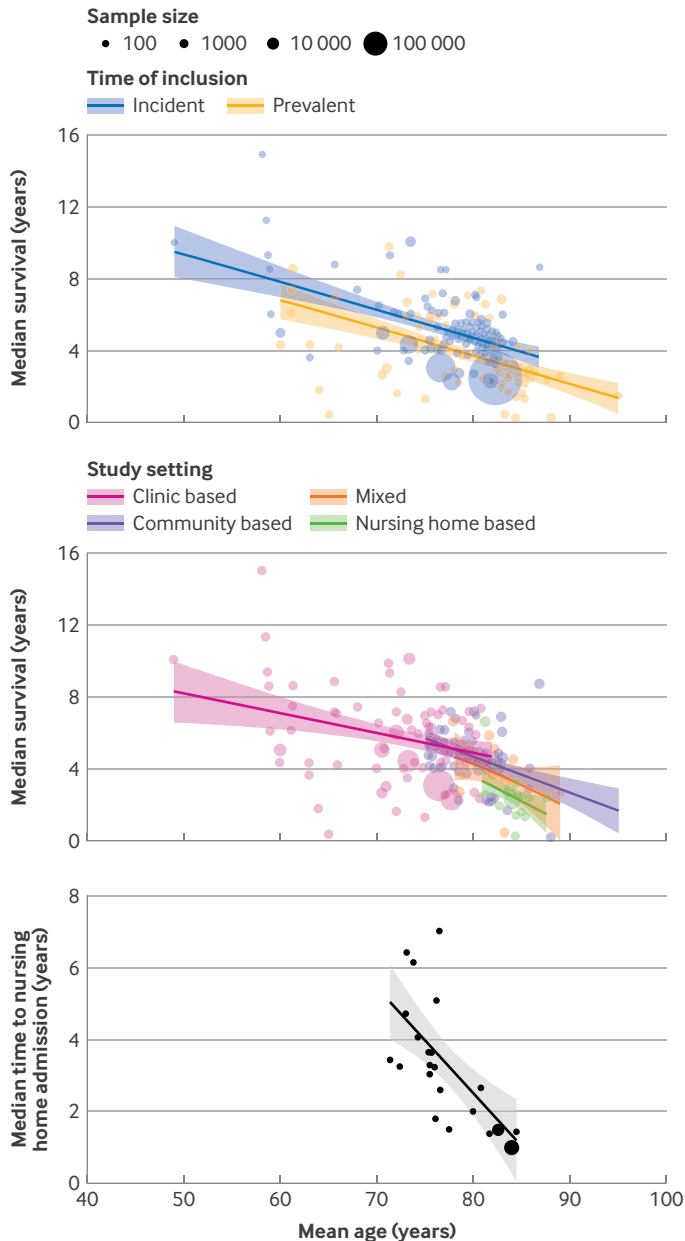 Sample size
100 1000 10 000 100 000
Time of inclusion
Incident Prevalent
Median survival (years)
16
12
8
4
0
Study setting
Clinic based Mixed
Community based Nursing home based
Median survival (years)
16
12
8
4
0
Median time to nursing
home admission (years)
8
6
4
2
0
40 50 60 70 80 90 100
Mean age (years)